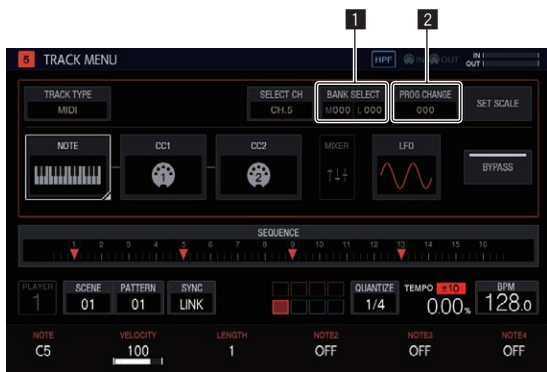 1 2
5 TRACK MENU HPF IN OUT IN OUT
TRACK TYPE SELECT CH BANK SELECT PROG CHANGE SET SCALE
MIDI CH.5 M000 L000 000
NOTE CC1 CC2 MIXER LFO
1 2
BYPASS
SEQUENCE
1 2 3 4 5 6 7 8 9 10 11 12 13 14 15 16
PLAYER SCENE PATTERN SYNC QUANTIZE TEMPO ±10 BPM
1 01 01 LINK 1/4 0.00% 128.0
NOTE VELOCITY LENGTH NOTE2 NOTE3 NOTE4
C5 100 1 OFF OFF OFF